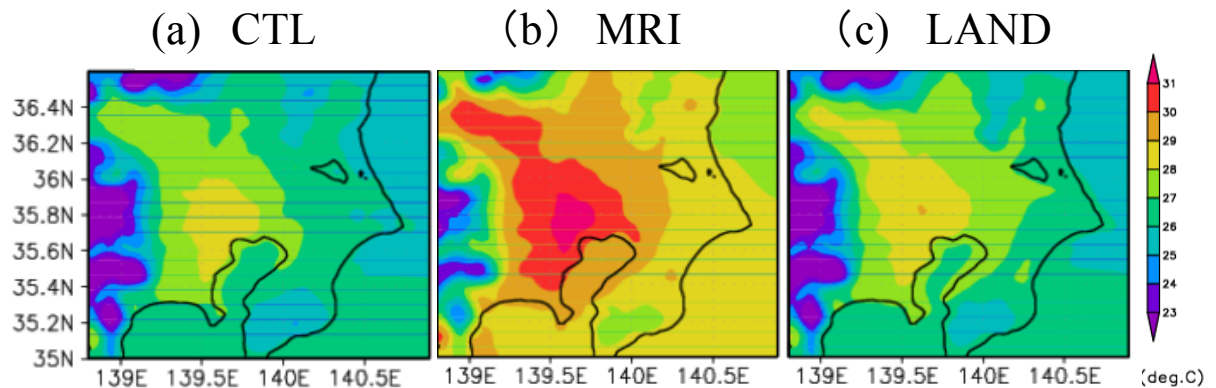 (a) CTL
(b) MRI
(c) LAND
36.4N
36.2N
36N
35.8N
35.6N
35.4N
35.2N
35N
139E 139.5E 140E 140.5E
139E 139.5E 140E 140.5E
139E 139.5E 140E 140.5E
31
30
29
28
27
26
25
24
23
(deg.C)